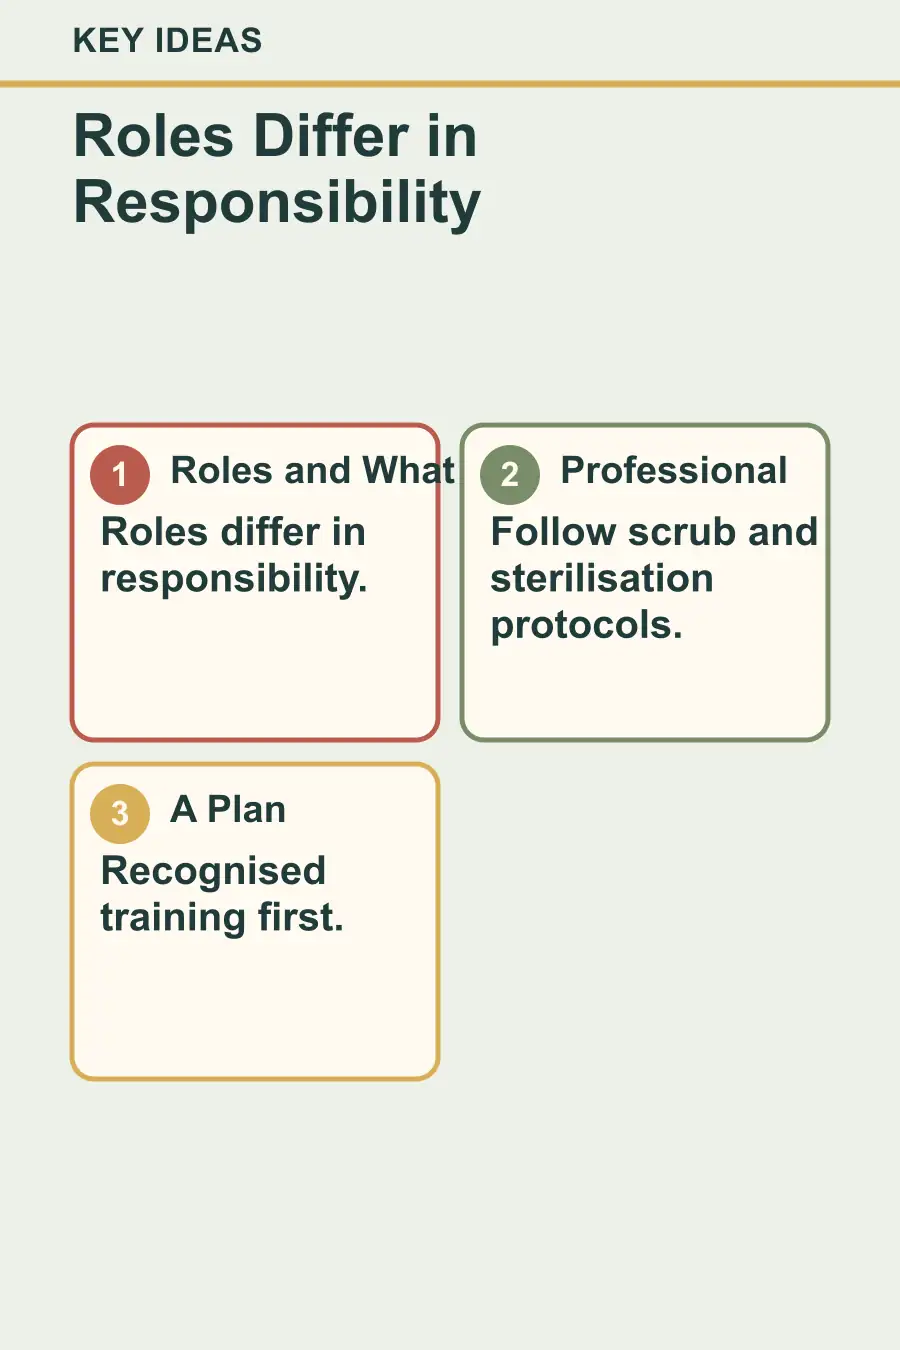 KEY IDEAS
Roles Differ in
Responsibility
1 Roles and What
Roles differ in
responsibility.
2 Professional
Follow scrub and
sterilisation
protocols.
3 A Plan
Recognised
training first.